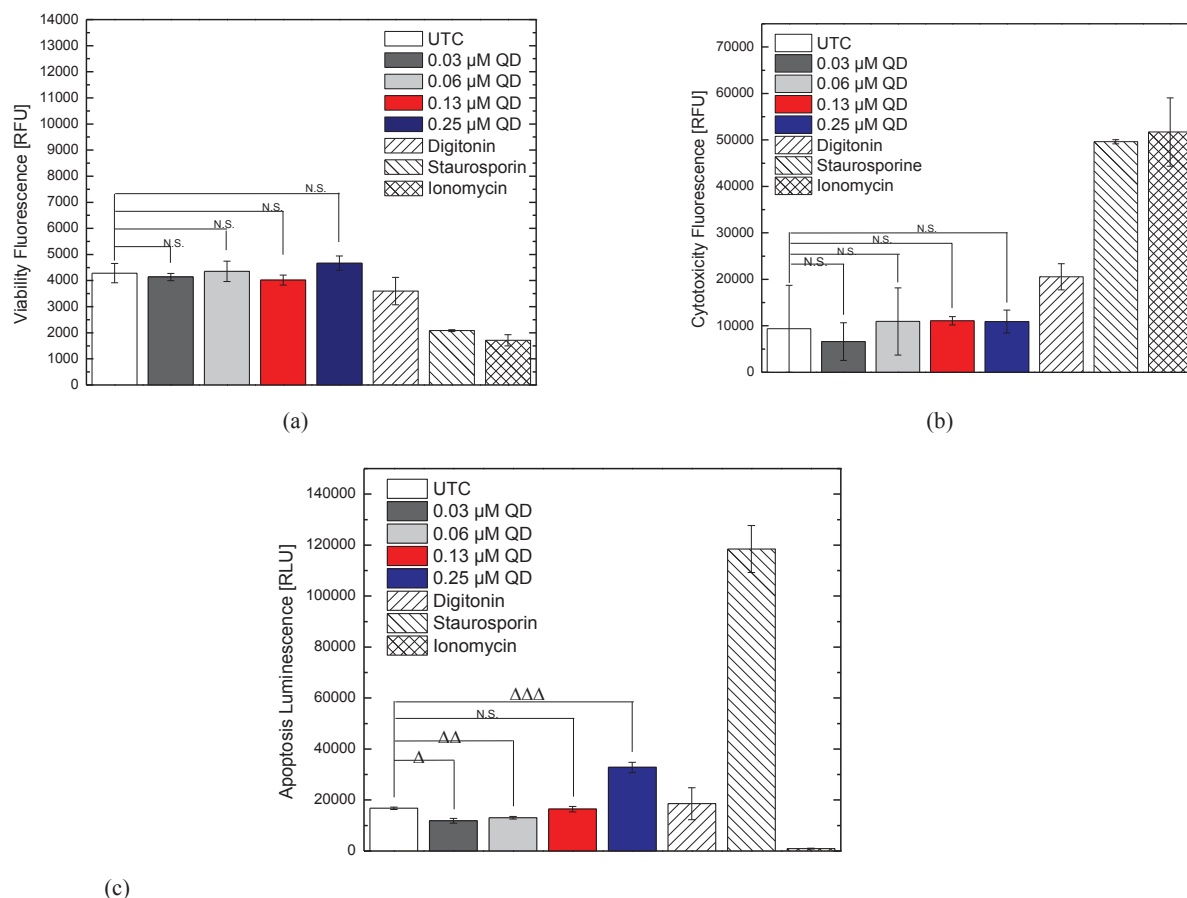 14000
13000
12000
11000
10000
9000
8000
7000
6000
5000
4000
3000
2000
1000
0
Viability Fluorescence [RFU]
UTC
0.03 µM QD
0.06 µM QD
0.13 µM QD
0.25 µM QD
Digitonin
Staurosporin
Ionomycin
N.S.
N.S.
N.S.
N.S.
(a)
70000
60000
50000
40000
30000
20000
10000
0
Cytotoxicity Fluorescence [RFU]
UTC
0.03 µM QD
0.06 µM QD
0.13 µM QD
0.25 µM QD
Digitonin
Staurosporine
Ionomycin
N.S.
N.S.
N.S.
N.S.
(b)
140000
120000
100000
80000
60000
40000
20000
0
Apoptosis Luminescence [RLU]
UTC
0.03 µM QD
0.06 µM QD
0.13 µM QD
0.25 µM QD
Digitonin
Staurosporin
Ionomycin
ΔΔΔ
N.S.
ΔΔ
Δ
(c)